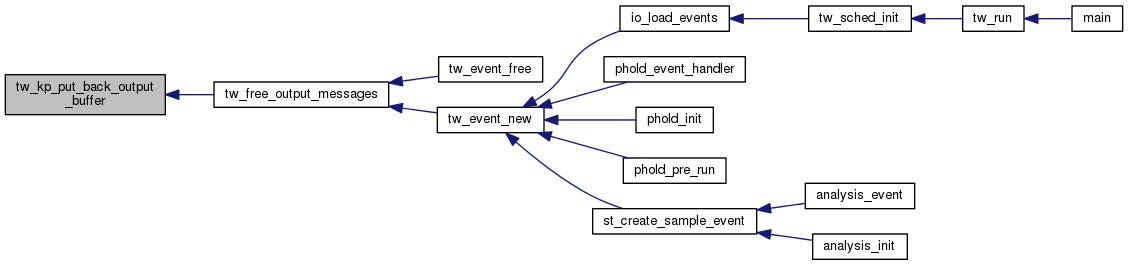 tw_kp_put_back_output
_buffer
tw_free_output_messages
tw_event_free
tw_event_new
io_load_events
tw_sched_init
tw_run
main
phold_event_handler
phold_init
phold_pre_run
st_create_sample_event
analysis_event
analysis_init